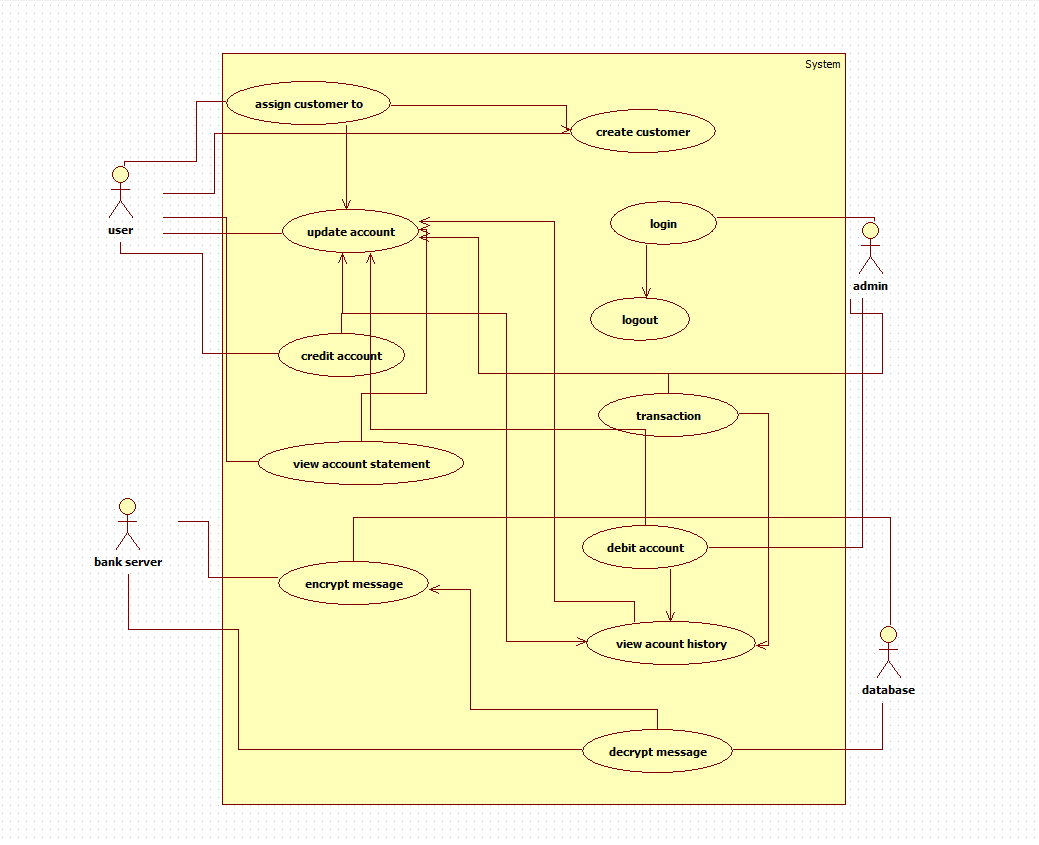 System
assign customer to
create customer
user
update account
login
admin
logout
credit account
transaction
view account statement
bank server
debit account
encrypt message
view acount history
database
decrypt message